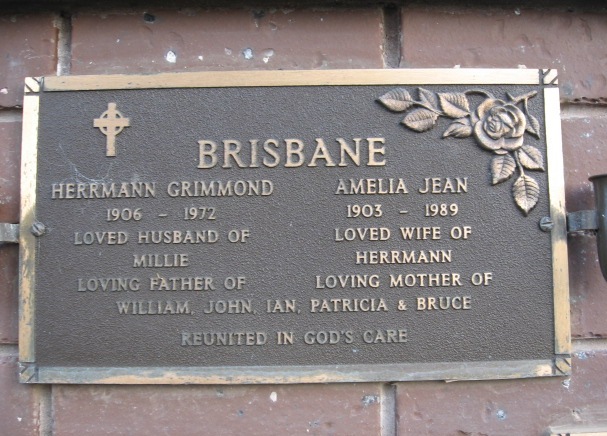 BRISBANE
HERRMANN GRIMMOND
1906 - 1972
LOVED HUSBAND OF
MILLIE
LOVING FATHER OF
AMELIA JEAN
1903 - 1989
LOVED WIFE OF
HERRMANN
LOVING MOTHER OF
WILLIAM, JOHN, IAN, PATRICIA & BRUCE
REUNITED IN GOD'S CARE